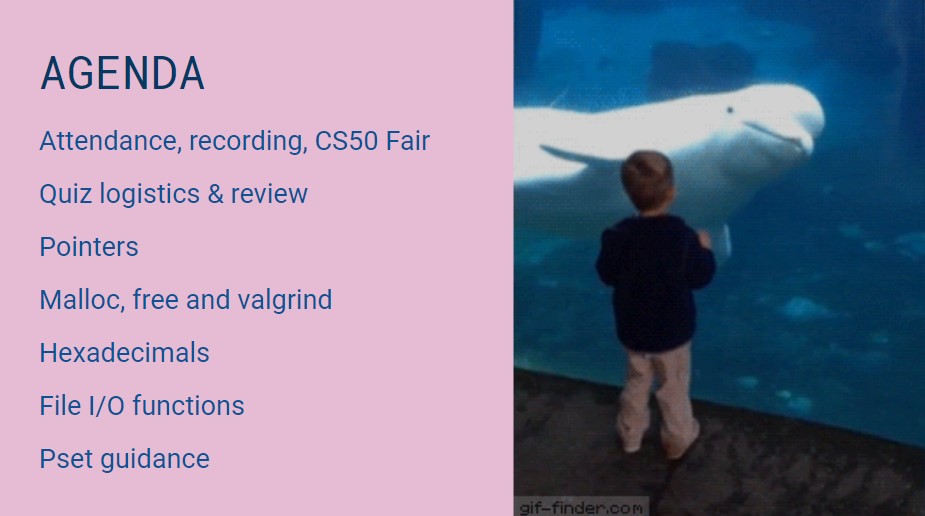 AGENDA
Attendance, recording, CS50 Fair
Quiz logistics & review
Pointers
Malloc, free and valgrind
Hexadecimals
File I/O functions
Pset guidance
gif-finder.com